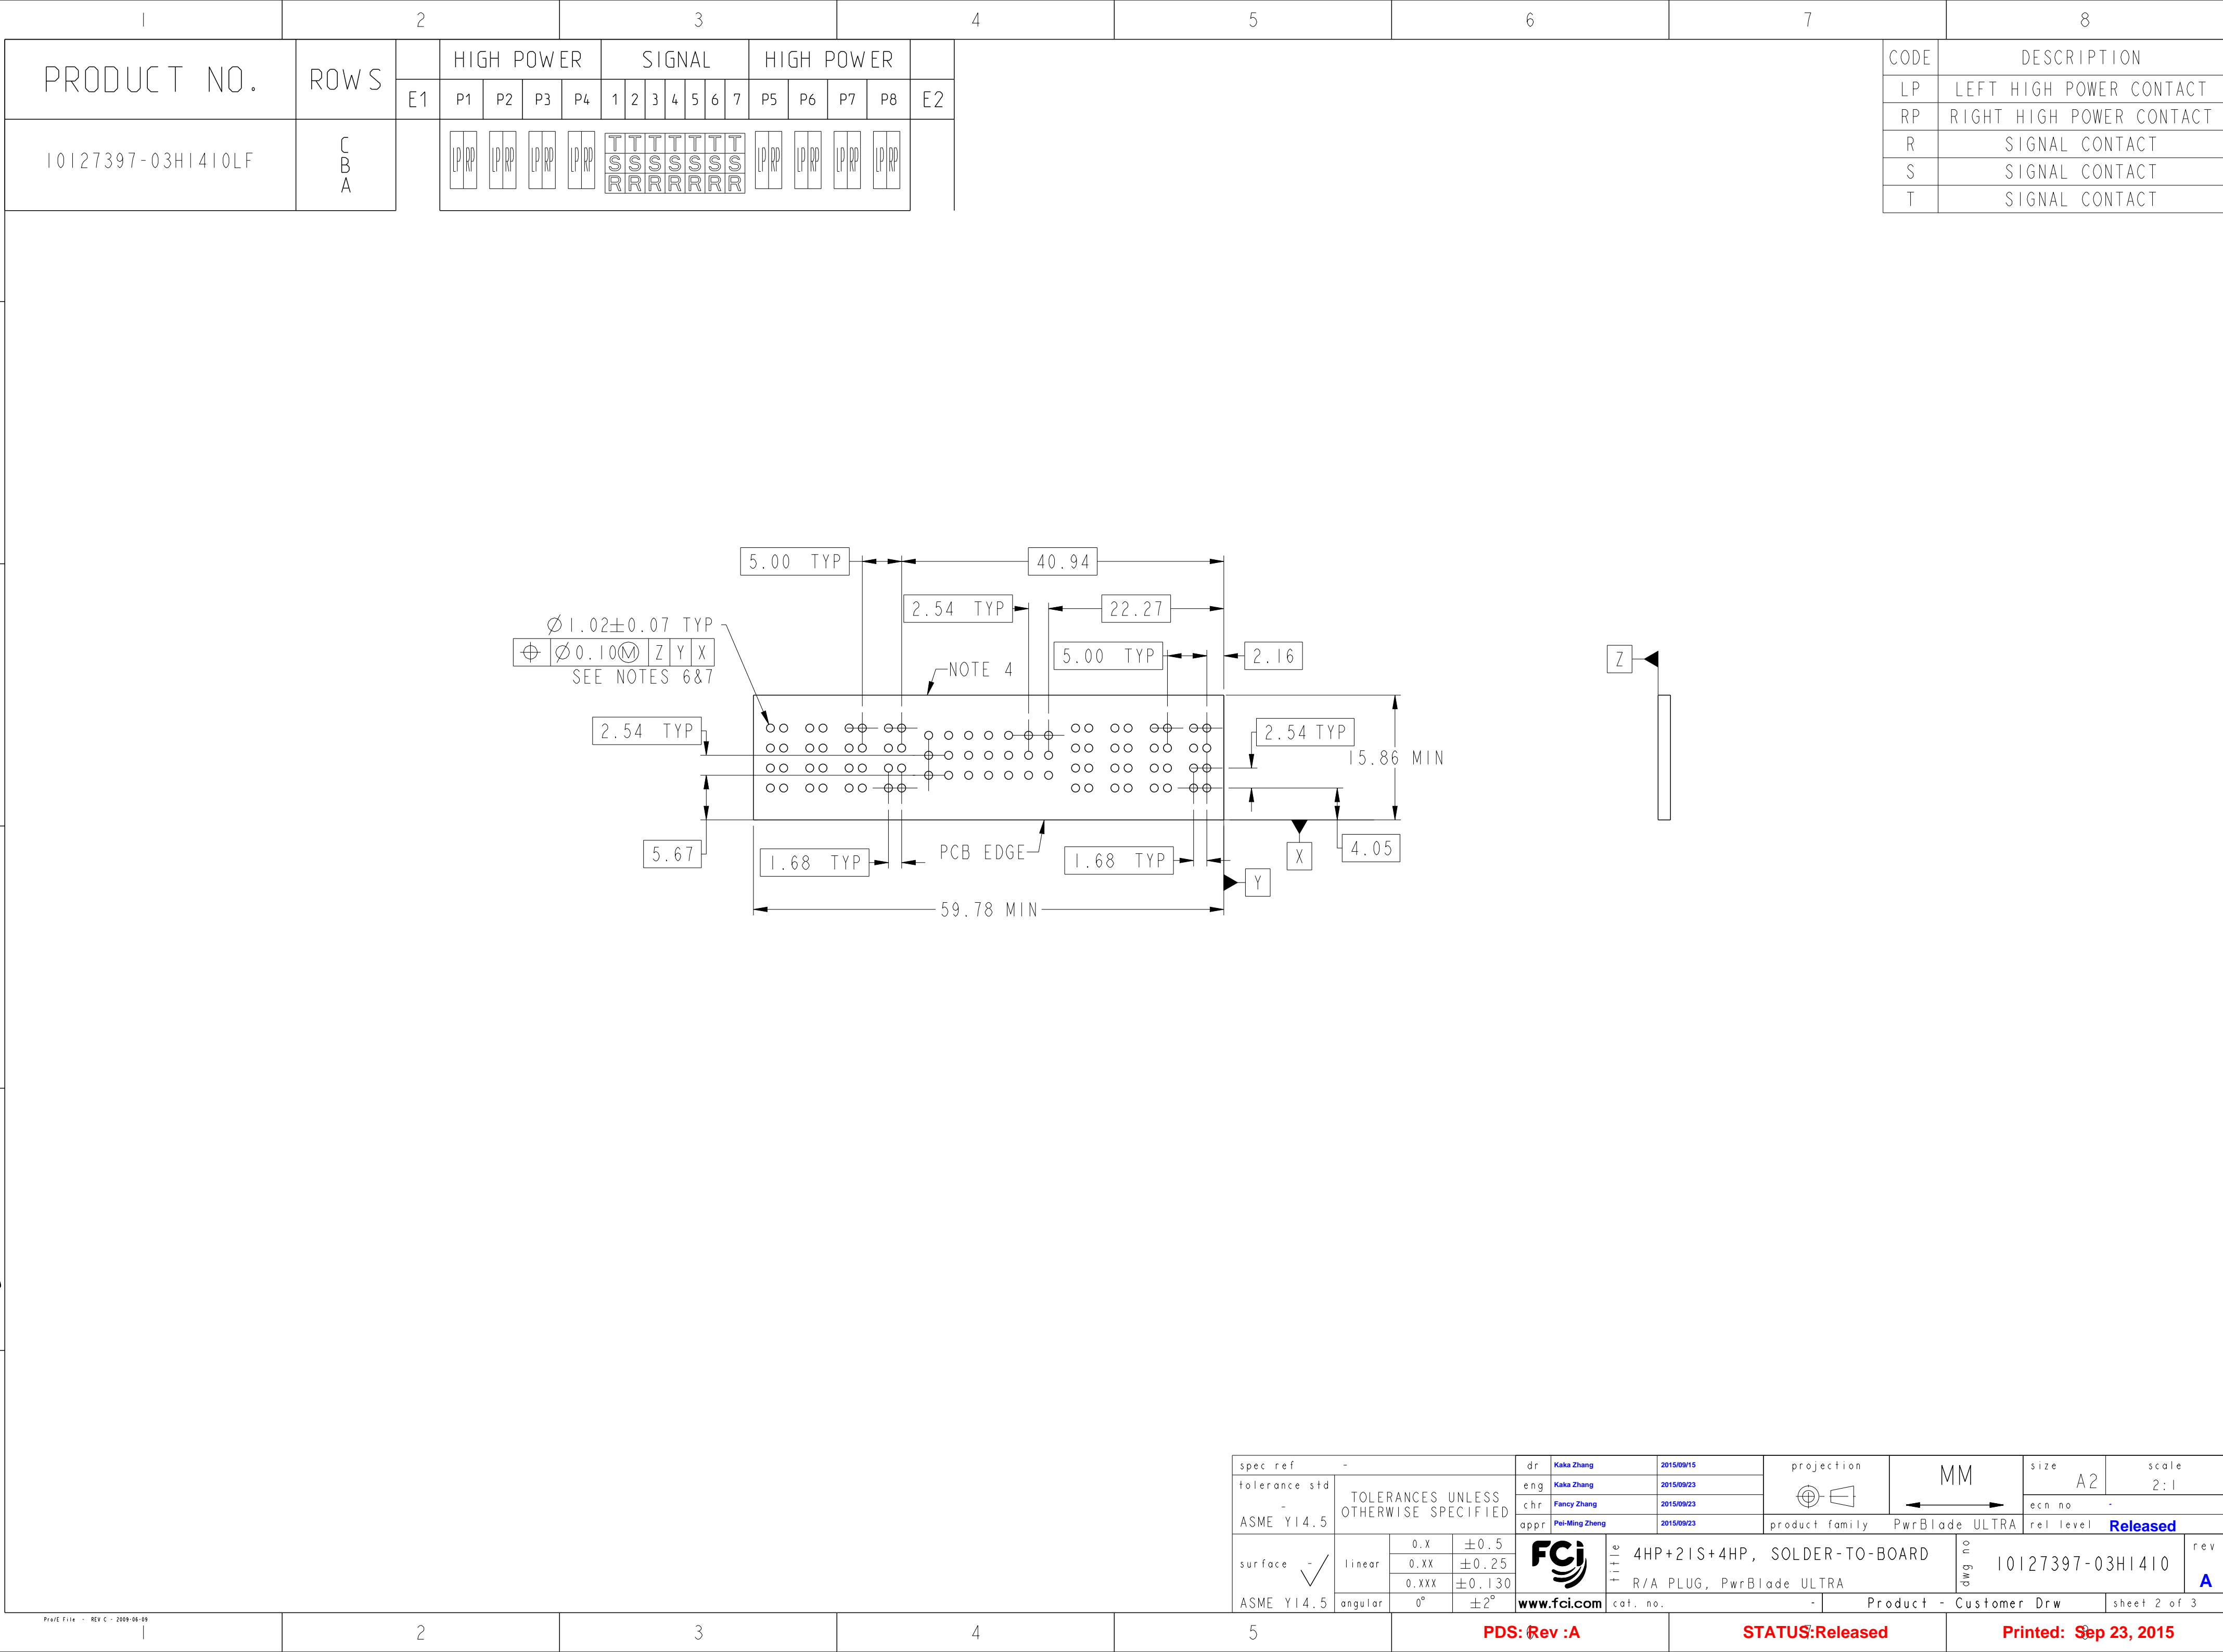 1 2 3 4 5 6 7 8
PRODUCT NO. ROWS E1 HIGH POWER SIGNAL HIGH POWER E2
P1 P2 P3 P4 1 2 3 4 5 6 7 P5 P6 P7 P8
10127397-03H1410LF
C
B
A
LP RP LP RP LP RP LP RP T T T T T T T LP RP LP RP LP RP LP RP
S S S S S S S
R R R R R R R
CODE DESCRIPTION
LP LEFT HIGH POWER CONTACT
RP RIGHT HIGH POWER CONTACT
R SIGNAL CONTACT
S SIGNAL CONTACT
T SIGNAL CONTACT
5.00 TYP 40.94
2.54 TYP 22.27
Ø1.02±0.07 TYP
⌖ Ø0.10Ⓜ Z Y X
SEE NOTES 6&7
5.00 TYP 2.16
NOTE 4
Z
2.54 TYP
2.54 TYP
15.86 MIN
5.67
1.68 TYP
PCB EDGE
1.68 TYP
X
4.05
Y
59.78 MIN
spec ref -
tolerance std
-
ASME Y14.5
TOLERANCES UNLESS
OTHERWISE SPECIFIED
surface -
ASME Y14.5
linear
0.X ±0.5
0.XX ±0.25
0.XXX ±0.130
angular 0° ±2°
dr Kaka Zhang 2015/09/15
eng Kaka Zhang 2015/09/23
chr Fancy Zhang 2015/09/23
appr Pei-Ming Zheng 2015/09/23
projection
MM
size A2
scale 2:1
ecn no -
product family PwrBlade ULTRA
rel level Released
FCi
www.fci.com
title 4HP+21S+4HP, SOLDER-TO-BOARD
R/A PLUG, PwrBlade ULTRA
dwg no 10127397-03H1410
rev A
cat. no. -
Product - Customer Drw
sheet 2 of 3
Pro/E File - REV C - 2009-06-09
1 2 3 4 5 6 7 8
PDS: Rev :A STATUS:Released Printed: Sep 23, 2015